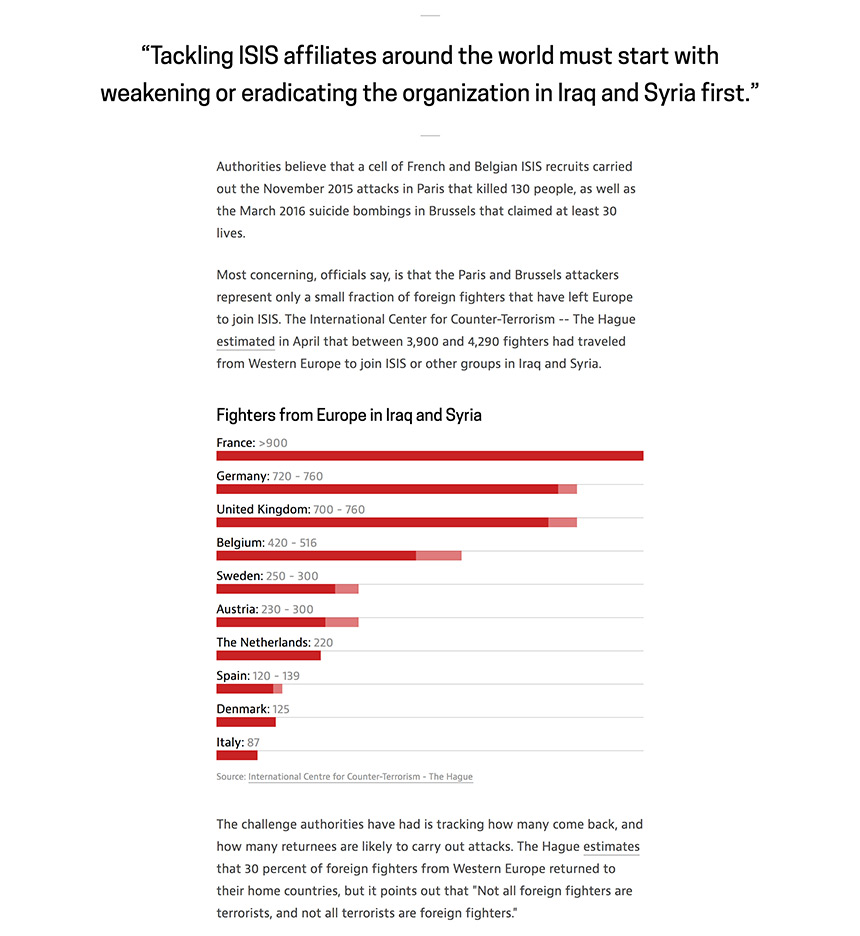 “Tackling ISIS affiliates around the world must start with
weakening or eradicating the organization in Iraq and Syria first.”
Authorities believe that a cell of French and Belgian ISIS recruits carried
out the November 2015 attacks in Paris that killed 130 people, as well as
the March 2016 suicide bombings in Brussels that claimed at least 30
lives.
Most concerning, officials say, is that the Paris and Brussels attackers
represent only a small fraction of foreign fighters that have left Europe
to join ISIS. The International Center for Counter-Terrorism -- The Hague
estimated in April that between 3,900 and 4,290 fighters had traveled
from Western Europe to join ISIS or other groups in Iraq and Syria.
Fighters from Europe in Iraq and Syria
France: >900
Germany: 720 - 760
United Kingdom: 700 - 760
Belgium: 420 - 516
Sweden: 250 - 300
Austria: 230 - 300
The Netherlands: 220
Spain: 120 - 139
Denmark: 125
Italy: 87
Source: International Centre for Counter-Terrorism - The Hague
The challenge authorities have had is tracking how many come back, and
how many returnees are likely to carry out attacks. The Hague estimates
that 30 percent of foreign fighters from Western Europe returned to
their home countries, but it points out that "Not all foreign fighters are
terrorists, and not all terrorists are foreign fighters."